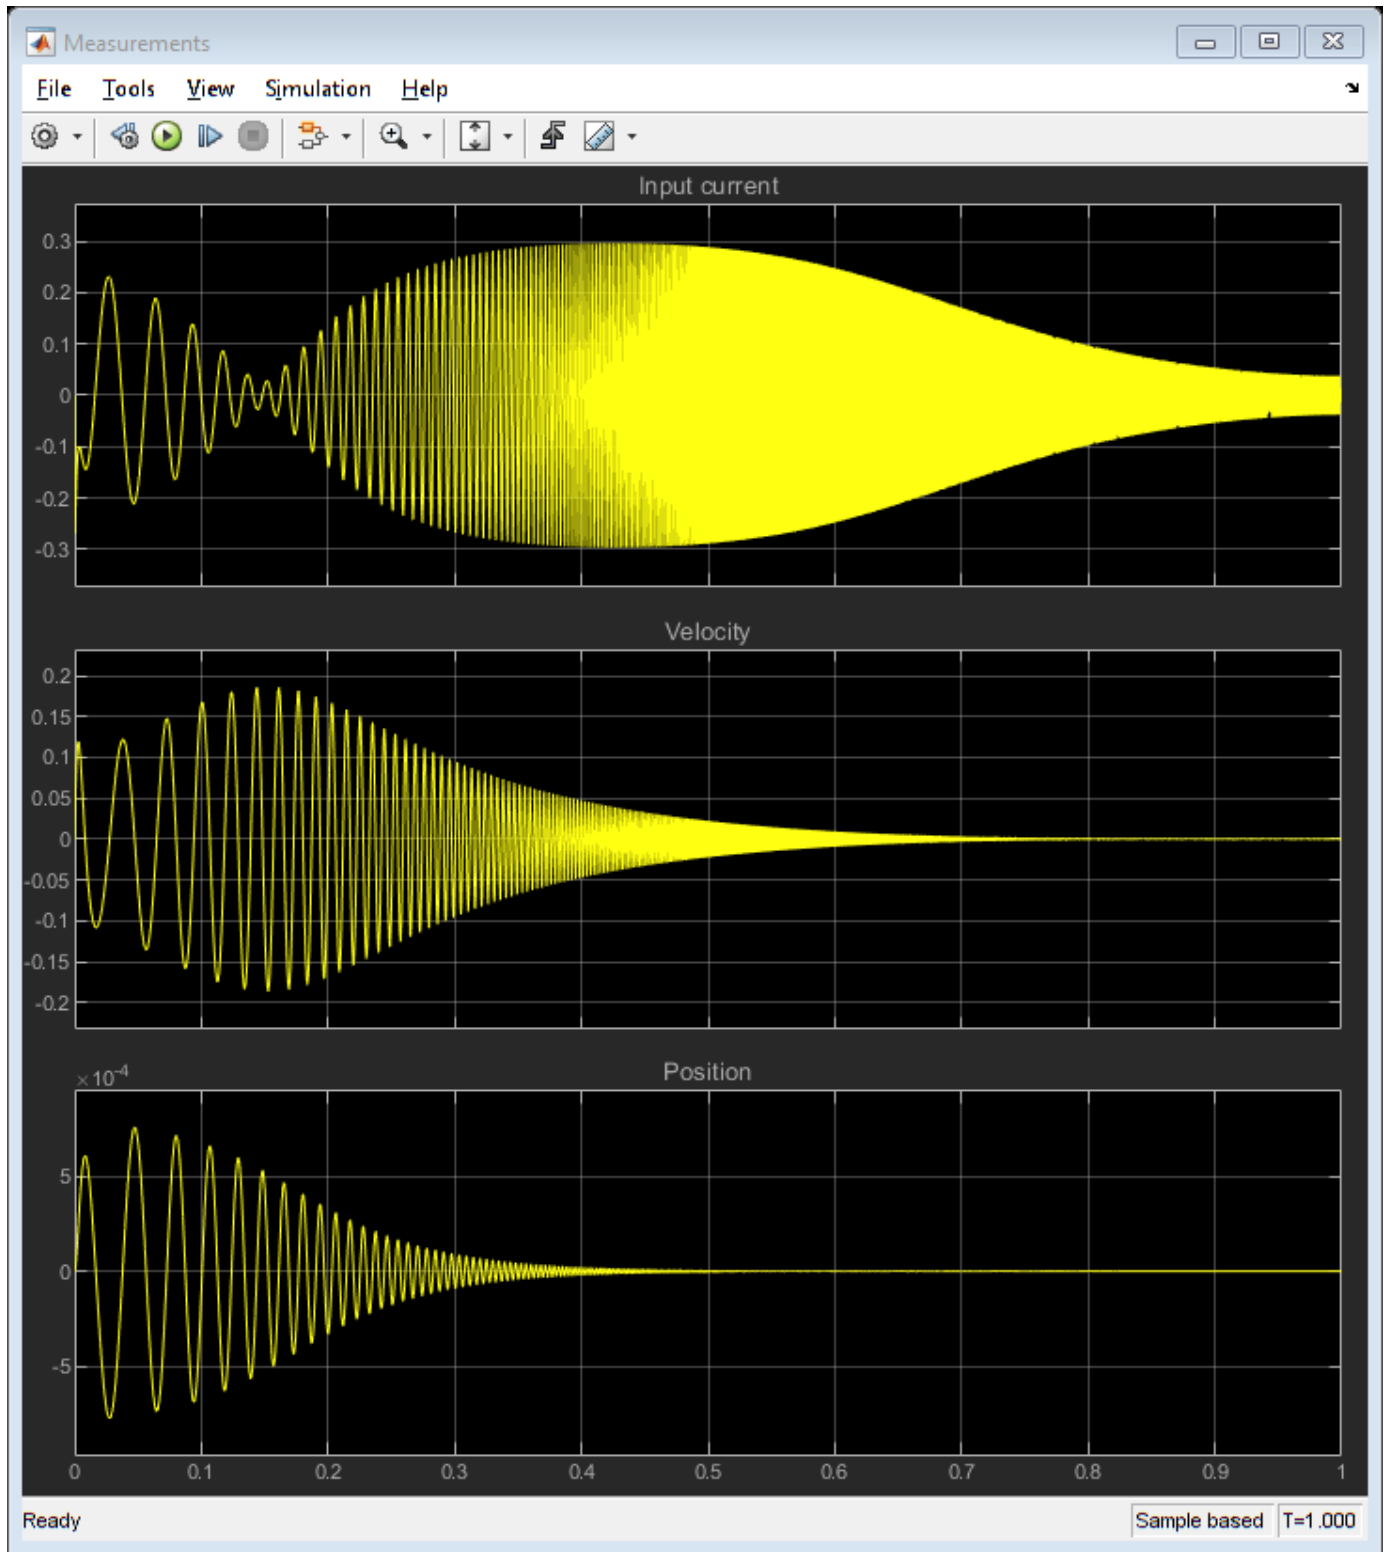 Measurements
File Tools View Simulation Help
Input current
0.3
0.2
0.1
0
-0.1
-0.2
-0.3
Velocity
0.2
0.15
0.1
0.05
0
-0.05
-0.1
-0.15
-0.2
×10-4
Position
5
0
-5
0 0.1 0.2 0.3 0.4 0.5 0.6 0.7 0.8 0.9 1
Ready Sample based T=1.000